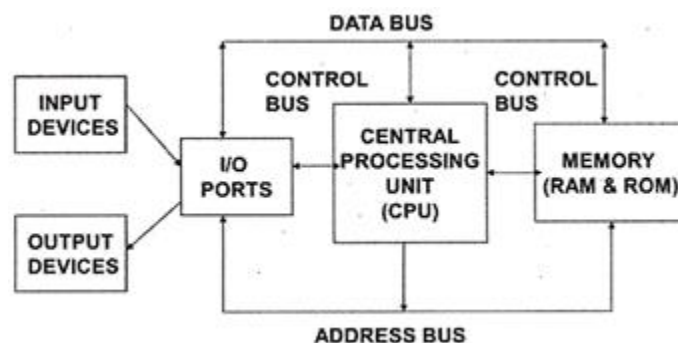 DATA BUS
CONTROL
BUS
CONTROL
BUS
INPUT
DEVICES
I/O
PORTS
CENTRAL
PROCESSING
UNIT
(CPU)
MEMORY
(RAM & ROM)
OUTPUT
DEVICES
ADDRESS BUS